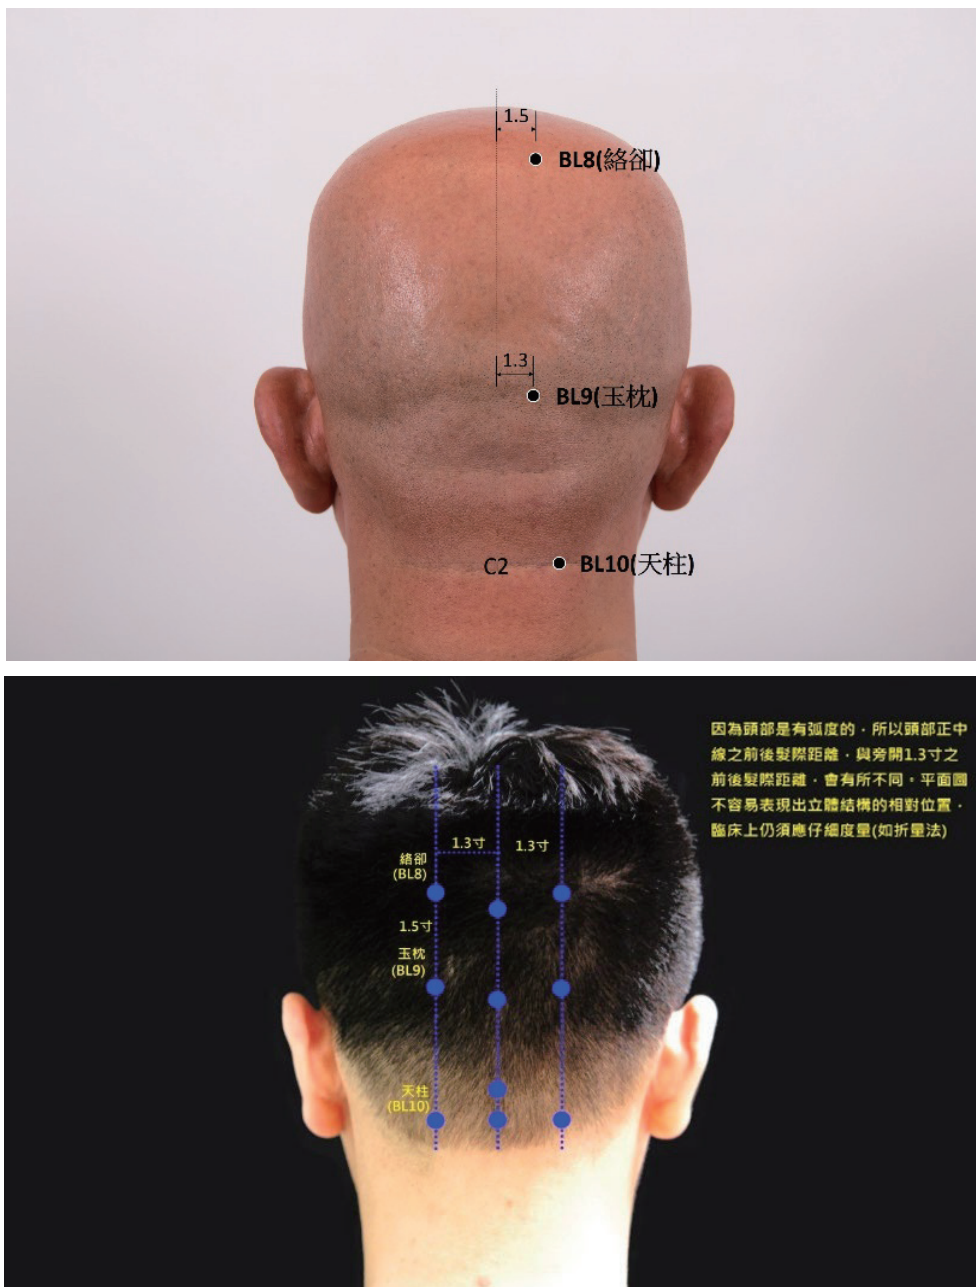 1.5
BL8(絡卻)
1.3
BL9(玉枕)
C2
BL10(天柱)
因為頭部是有弧度的，所以頭部正中
線之前後髮際距離，與旁開1.3寸之
前後髮際距離，會有所不同。平面圖
不容易表現出立體結構的相對位置，
臨床上仍須應仔細度量(如折量法)
1.3寸
1.3寸
絡卻
(BL8)
1.5寸
玉枕
(BL9)
天柱
(BL10)